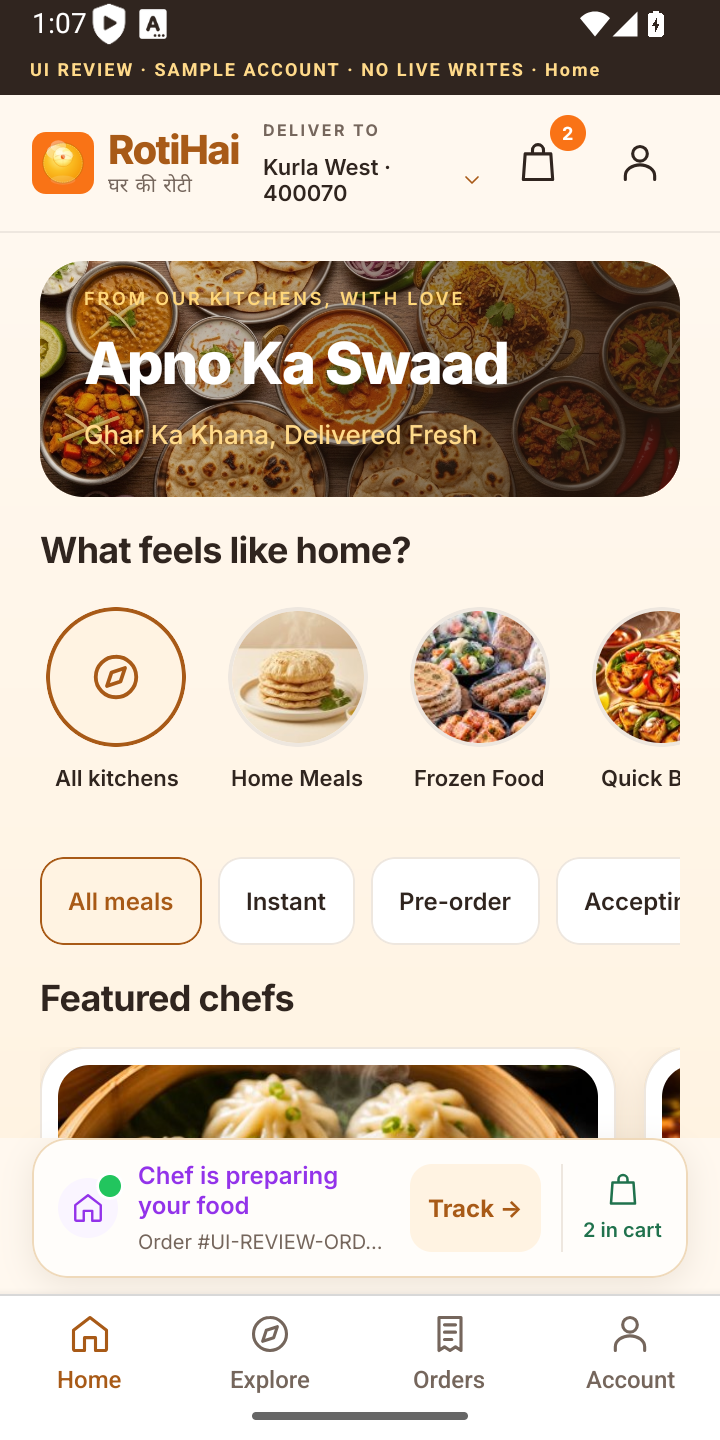 1:07
A
UI REVIEW · SAMPLE ACCOUNT · NO LIVE WRITES · Home
RotiHai
घर की रोटी
DELIVER TO
Kurla West ·
400070
2
FROM OUR KITCHENS, WITH LOVE
Apno Ka Swaad
Ghar Ka Khana, Delivered Fresh
What feels like home?
All kitchens
Home Meals
Frozen Food
Quick B
All meals
Instant
Pre-order
Accepti
Featured chefs
Chef is preparing
your food
Order #UI-REVIEW-ORD...
Track →
2 in cart
Home
Explore
Orders
Account